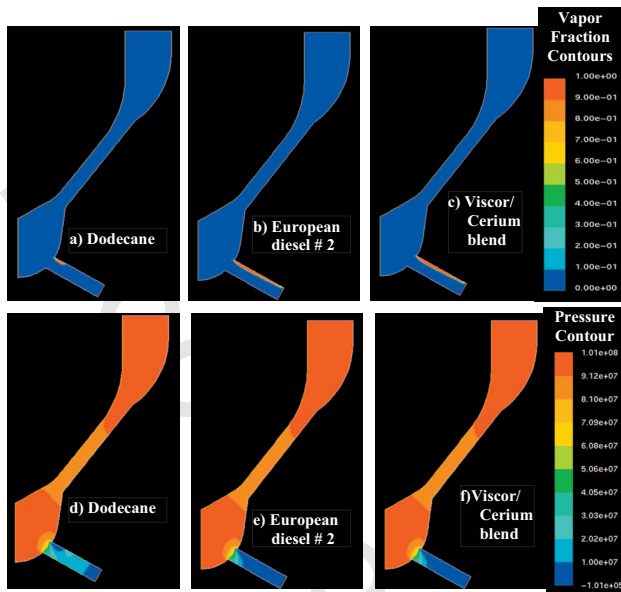 Vapor
Fraction
Contours
1.00e+00
9.00e-01
8.00e-01
7.00e-01
6.00e-01
5.00e-01
4.00e-01
3.00e-01
2.00e-01
1.00e-01
0.00e+00
a) Dodecane
b) European
diesel # 2
c) Viscor/
Cerium
blend
Pressure
Contour
1.01e+08
9.12e+07
8.10e+07
7.09e+07
6.08e+07
5.06e+07
4.05e+07
3.04e+07
2.02e+07
1.00e+07
-1.01e+05
d) Dodecane
e) European
diesel # 2
f)Viscor/
Cerium
blend